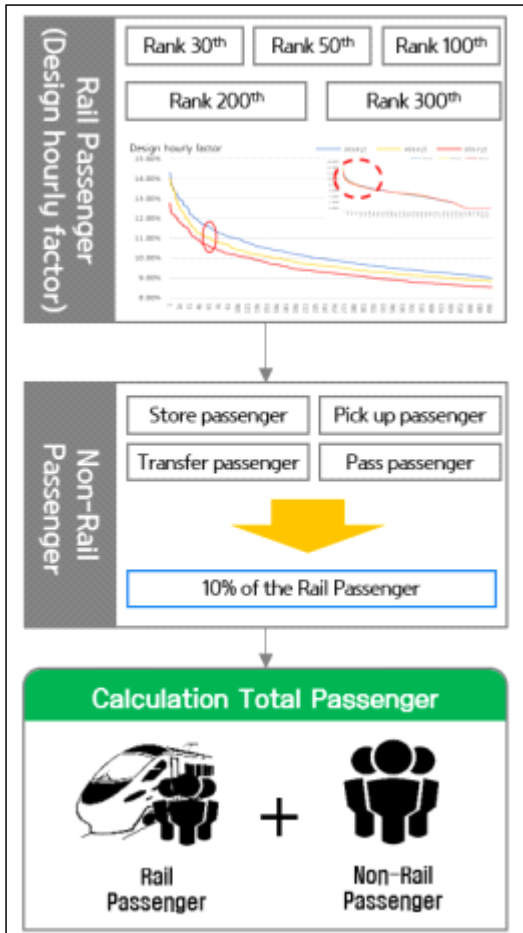 Rail Passenger
(Design hourly factor)
Rank 30th
Rank 50th
Rank 100th
Rank 200th
Rank 300th
Design hourly factor
15.00%
14.00%
13.00%
12.00%
11.00%
10.00%
9.00%
8.00%
Non-Rail
Passenger
Store passenger
Pick up passenger
Transfer passenger
Pass passenger
10% of the Rail Passenger
Calculation Total Passenger
+
Rail
Passenger
Non-Rail
Passenger